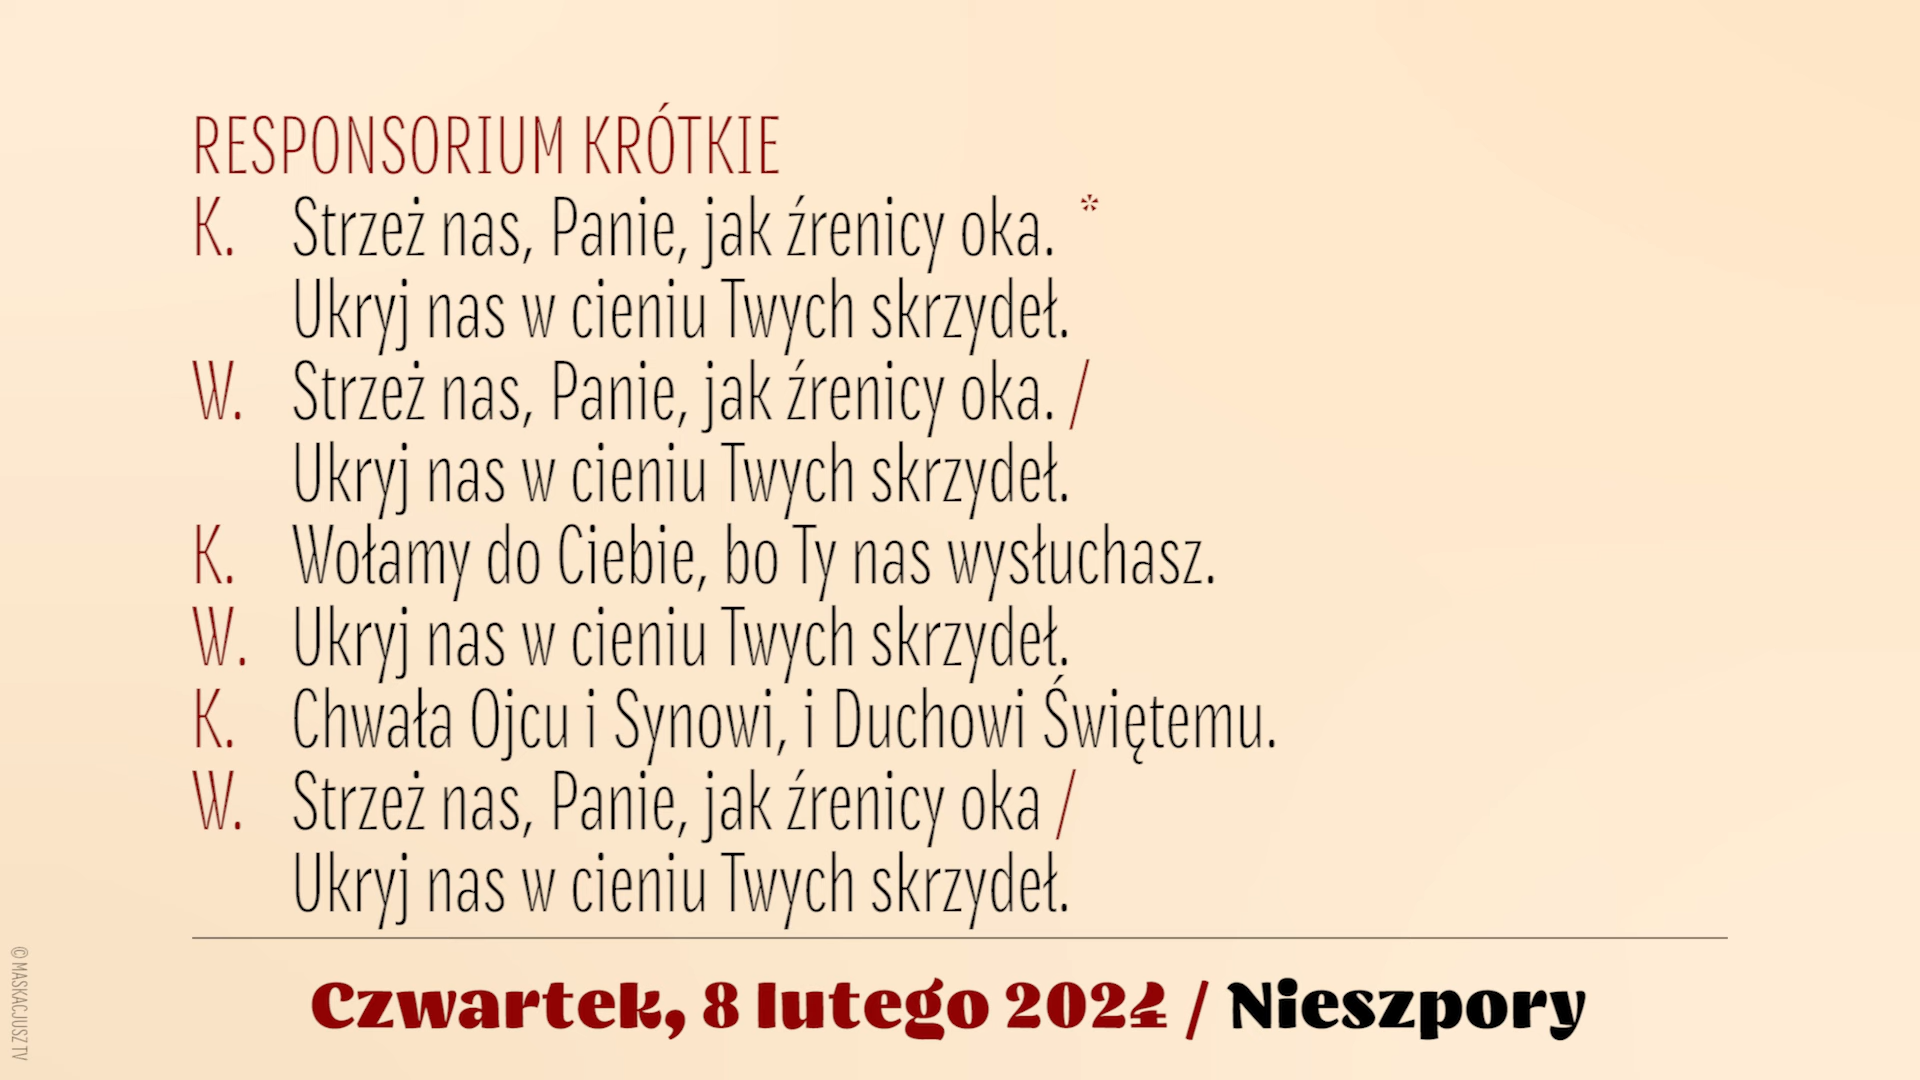 RESPONSORIUM KRÓTKIE
K. Strzeż nas, Panie, jak źrenicy oka. *
Ukryj nas w cieniu Twych skrzydeł.
W. Strzeż nas, Panie, jak źrenicy oka. /
Ukryj nas w cieniu Twych skrzydeł.
K. Wołamy do Ciebie, bo Ty nas wysłuchasz.
W. Ukryj nas w cieniu Twych skrzydeł.
K. Chwała Ojcu i Synowi, i Duchowi Świętemu.
W. Strzeż nas, Panie, jak źrenicy oka /
Ukryj nas w cieniu Twych skrzydeł.
Czwartek, 8 lutego 2024 / Nieszpory
© MASKACJUSZ TV